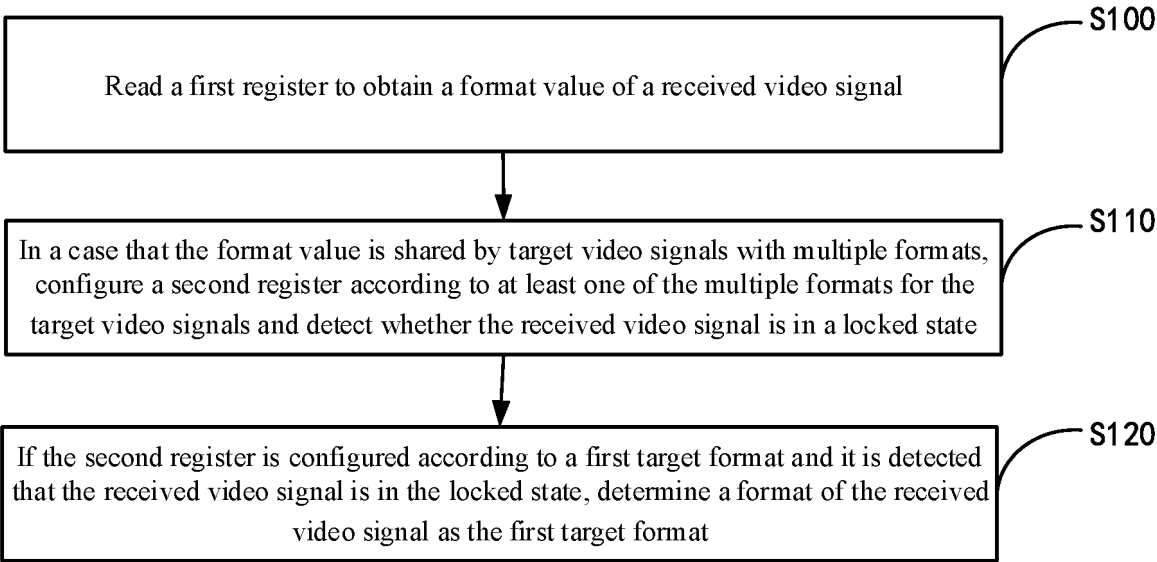 S100
Read a first register to obtain a format value of a received video signal
S110
In a case that the format value is shared by target video signals with multiple formats,
configure a second register according to at least one of the multiple formats for the
target video signals and detect whether the received video signal is in a locked state
S120
If the second register is configured according to a first target format and it is detected
that the received video signal is in the locked state, determine a format of the received
video signal as the first target format